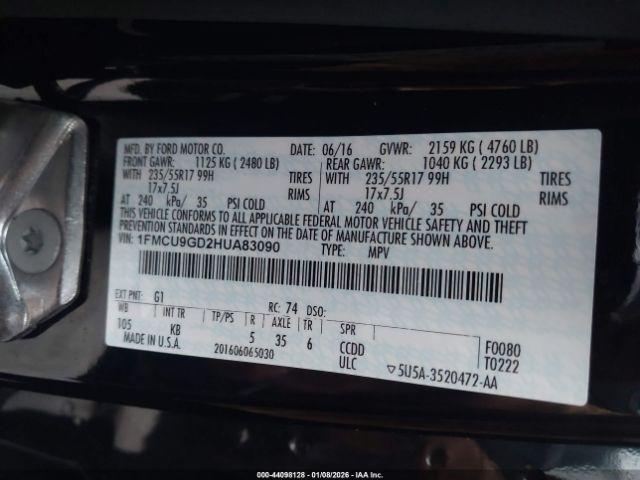 MFD. BY FORD MOTOR CO. DATE: 06/16 GVWR: 2159 KG ( 4760 LB)
FRONT GAWR: 1125 KG ( 2480 LB) REAR GAWR: 1040 KG ( 2293 LB)
WITH 235/55R17 99H TIRES WITH 235/55R17 99H TIRES
17x7.5J RIMS 17x7.5J RIMS
AT 240 kPa/ 35 PSI COLD AT 240 kPa/ 35 PSI COLD
THIS VEHICLE CONFORMS TO ALL APPLICABLE FEDERAL MOTOR VEHICLE SAFETY AND THEFT
PREVENTION STANDARDS IN EFFECT ON THE DATE OF MANUFACTURE SHOWN ABOVE.
VIN: 1FMCU9GD2HUA83090 TYPE: MPV
EXT PNT: G1 RC: 74 DSO:
WB INT TR TP/PS R AXLE TR SPR
105 KB 5 35 6 CCDD F0080
MADE IN U.S.A. 201606065030 ULC T0222
▽5U5A-3520472-AA
000-44098128 - 01/08/2026 - IAA Inc.